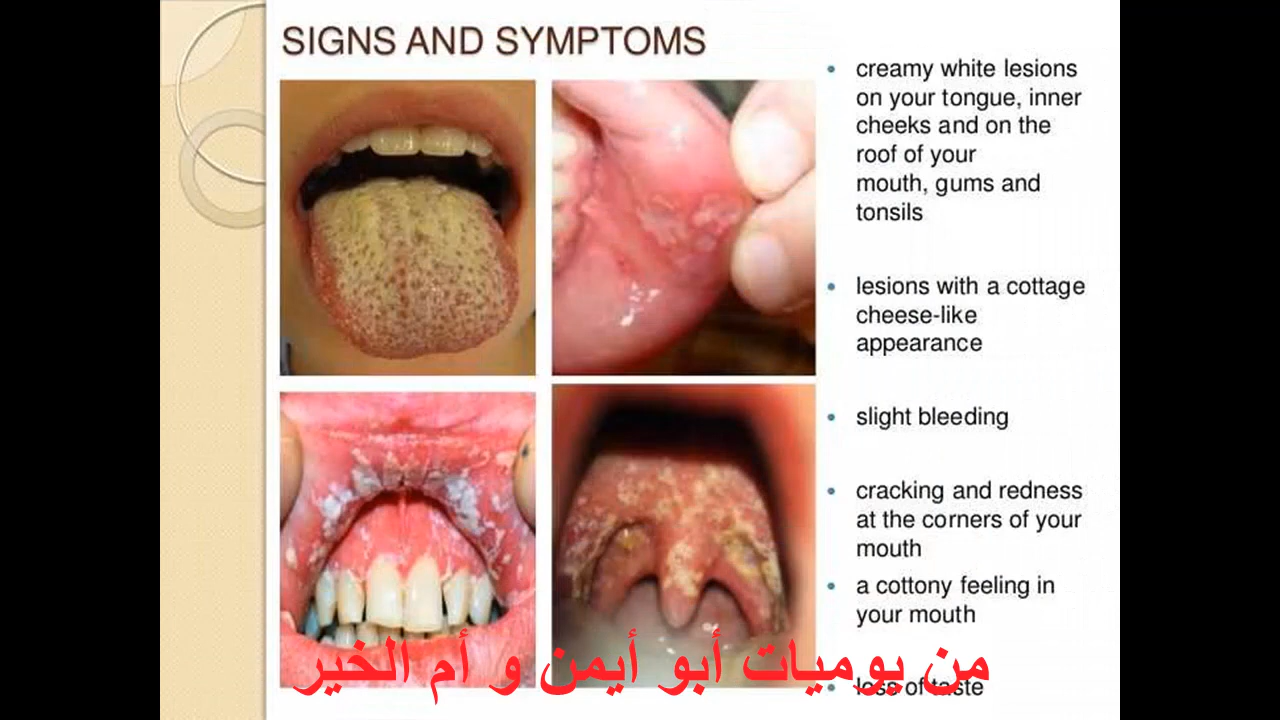 SIGNS AND SYMPTOMS
• creamy white lesions
on your tongue, inner
cheeks and on the
roof of your
mouth, gums and
tonsils
• lesions with a cottage
cheese-like
appearance
• slight bleeding
• cracking and redness
at the corners of your
mouth
• a cottony feeling in
your mouth
• loss of taste
من يوميات أبو أيمن و أم الخير